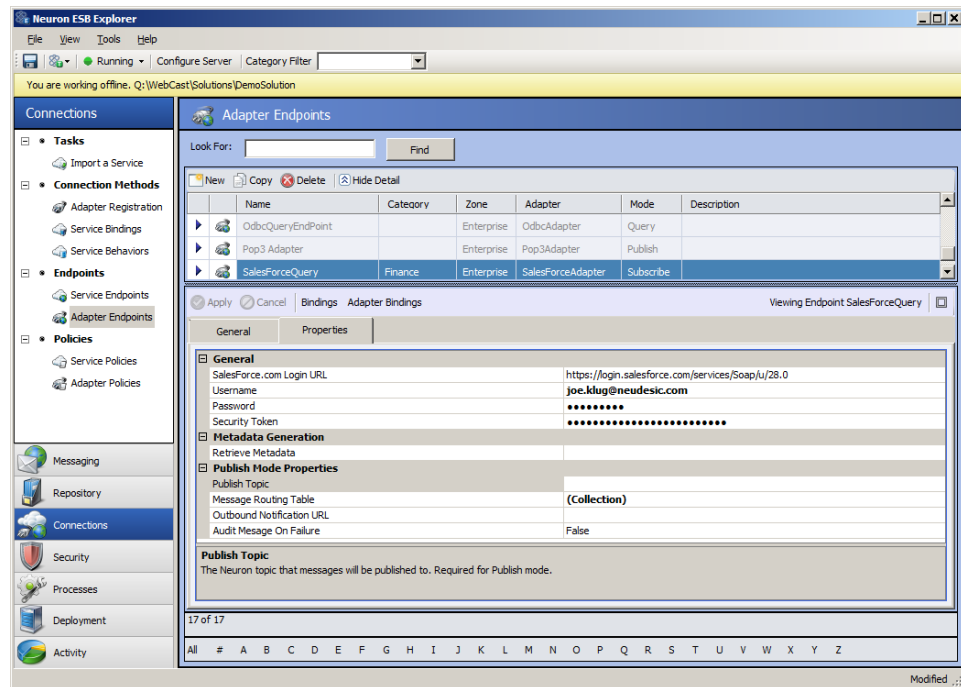 Neuron ESB Explorer
File View Tools Help
Running Configure Server Category Filter
You are working offline. Q:\WebCast\Solutions\DemoSolution
Connections
Tasks
Import a Service
Connection Methods
Adapter Registration
Service Bindings
Service Behaviors
Endpoints
Service Endpoints
Adapter Endpoints
Policies
Service Policies
Adapter Policies
Messaging
Repository
Connections
Security
Processes
Deployment
Activity
Adapter Endpoints
Look For: Find
New Copy Delete Hide Detail
Name Category Zone Adapter Mode Description
OdbcQueryEndPoint Enterprise OdbcAdapter Query
Pop3 Adapter Enterprise Pop3Adapter Publish
SalesForceQuery Finance Enterprise SalesForceAdapter Subscribe
Apply Cancel Bindings Adapter Bindings Viewing Endpoint SalesForceQuery
General Properties
General
SalesForce.com Login URL https://login.salesforce.com/services/Soap/u/28.0
Username joe.klug@neudesic.com
Password ●●●●●●●●●
Security Token ●●●●●●●●●●●●●●●●●●●●●●●●●
Metadata Generation
Retrieve Metadata
Publish Mode Properties
Publish Topic
Message Routing Table (Collection)
Outbound Notification URL
Audit Mesage On Failure False
Publish Topic
The Neuron topic that messages will be published to. Required for Publish mode.
17 of 17
All # A B C D E F G H I J K L M N O P Q R S T U V W X Y Z
Modified